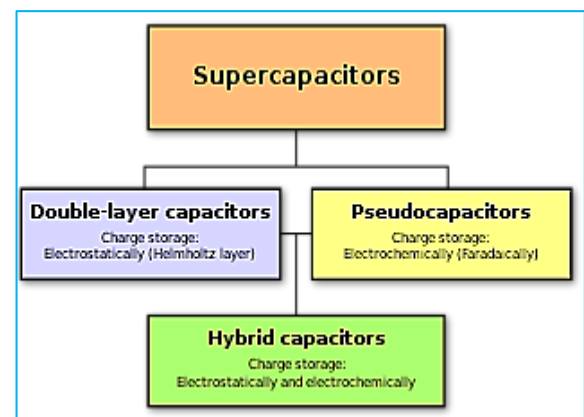 Supercapacitors
Double-layer capacitors
Charge storage:
Electrostatically (Helmholtz layer)
Pseudocapacitors
Charge storage:
Electrochemically (Faradaically)
Hybrid capacitors
Charge storage:
Electrostatically and electrochemically